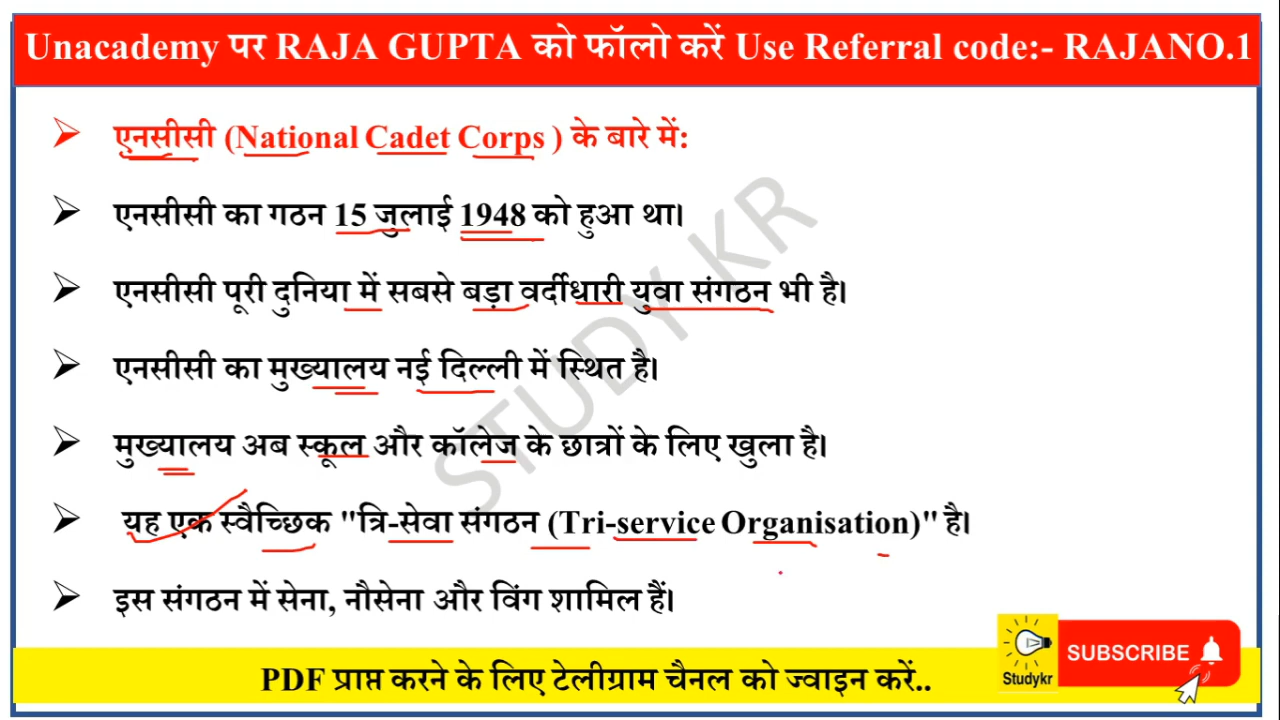 Unacademy पर RAJA GUPTA को फॉलो करें Use Referral code:- RAJANO.1
एनसीसी (National Cadet Corps ) के बारे में:
एनसीसी का गठन 15 जुलाई 1948 को हुआ था।
एनसीसी पूरी दुनिया में सबसे बड़ा वर्दीधारी युवा संगठन भी है।
एनसीसी का मुख्यालय नई दिल्ली में स्थित है।
मुख्यालय अब स्कूल और कॉलेज के छात्रों के लिए खुला है।
यह एक स्वैच्छिक "त्रि-सेवा संगठन (Tri-service Organisation)" है।
इस संगठन में सेना, नौसेना और विंग शामिल हैं।
STUDY KR
SUBSCRIBE
Studykr
PDF प्राप्त करने के लिए टेलीग्राम चैनल को ज्वाइन करें..